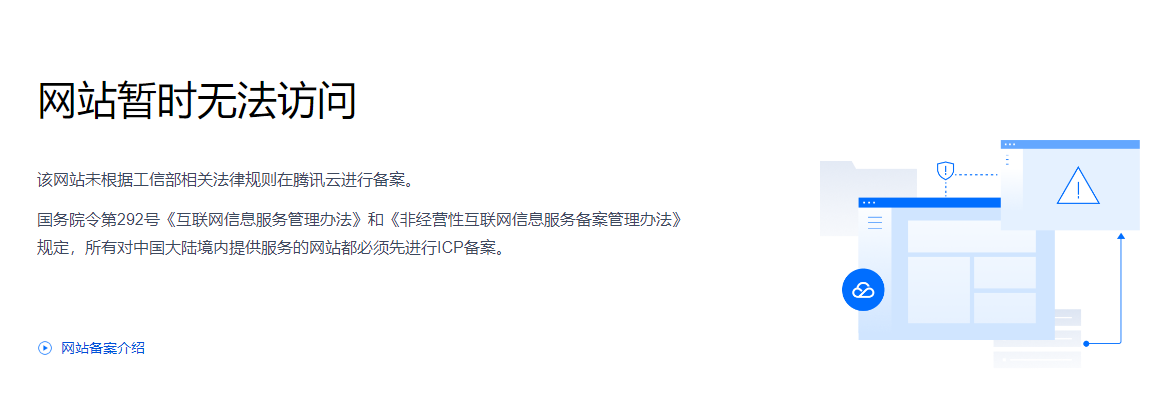 网站暂时无法访问
该网站未根据工信部相关法律规则在腾讯云进行备案。
国务院令第292号《互联网信息服务管理办法》和《非经营性互联网信息服务备案管理办法》
规定，所有对中国大陆境内提供服务的网站都必须先进行ICP备案。
网站备案介绍